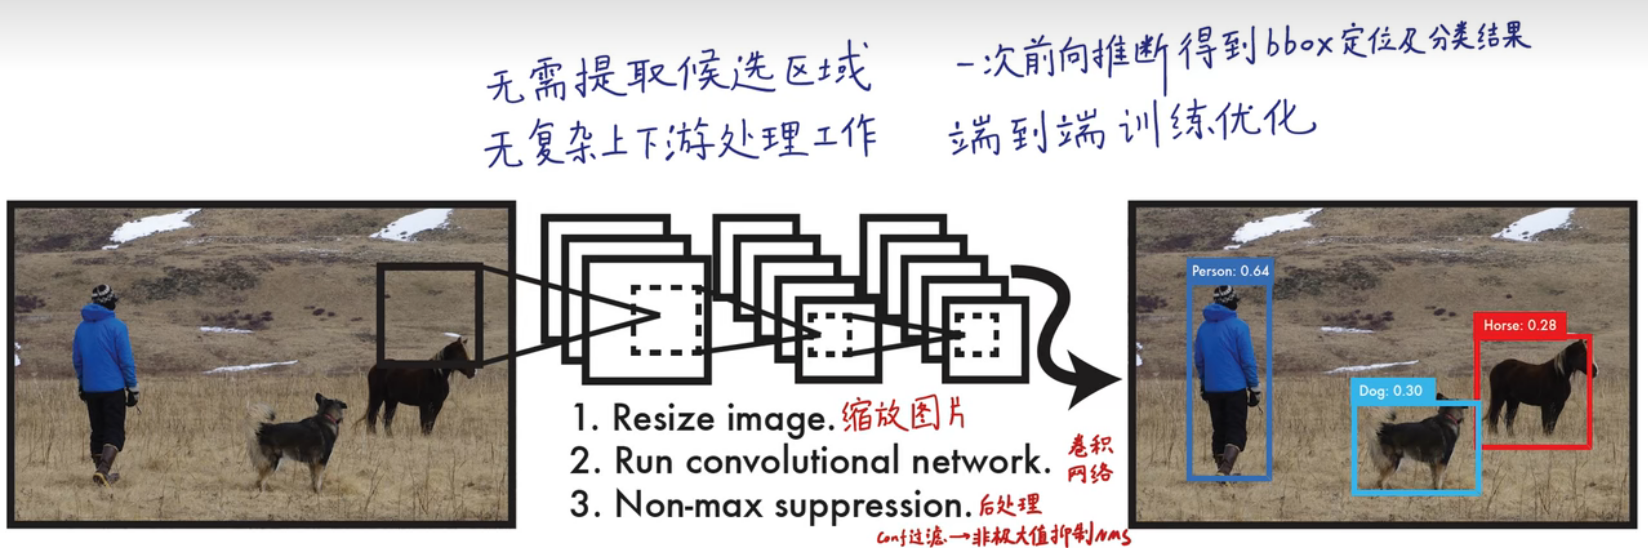 无需提取候选区域 一次前向推断得到bbox定位及分类结果
无复杂上下游处理工作 端到端训练优化
Person: 0.64
Horse: 0.28
Dog: 0.30
1. Resize image. 缩放图片
2. Run convolutional network. 卷积网络
3. Non-max suppression. 后处理
conf过滤→非极大值抑制NMS